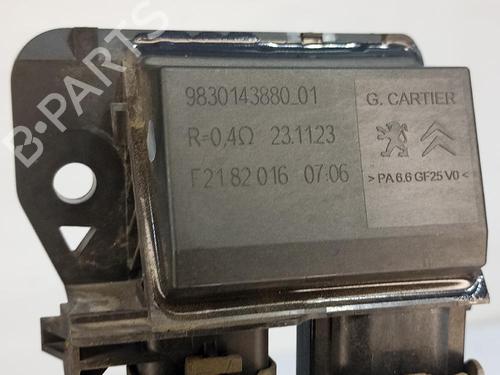 B-PARTS
9830143880_01
G. CARTIER
R=0,4Ω 23.11.23
F21.82 016 07:06
> PA 6.6 GF25 V0 <